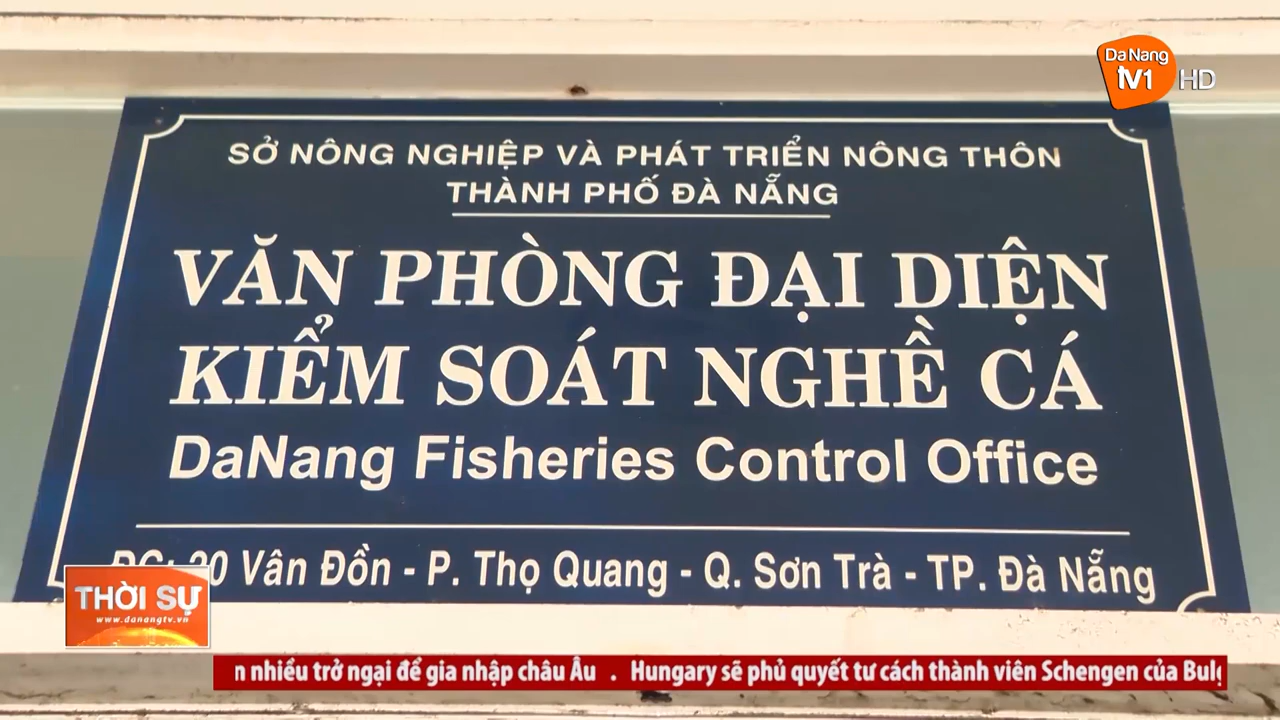 DaNang
TV1 HD
SỞ NÔNG NGHIỆP VÀ PHÁT TRIỂN NÔNG THÔN
THÀNH PHỐ ĐÀ NẴNG
VĂN PHÒNG ĐẠI DIỆN
KIỂM SOÁT NGHỀ CÁ
DaNang Fisheries Control Office
Vân Đồn - P. Thọ Quang - Q. Sơn Trà - TP. Đà Nẵng
THỜI SỰ
www.danangtv.vn
nhiều trở ngại để gia nhập châu Âu . Hungary sẽ phủ quyết tư cách thành viên Schengen của